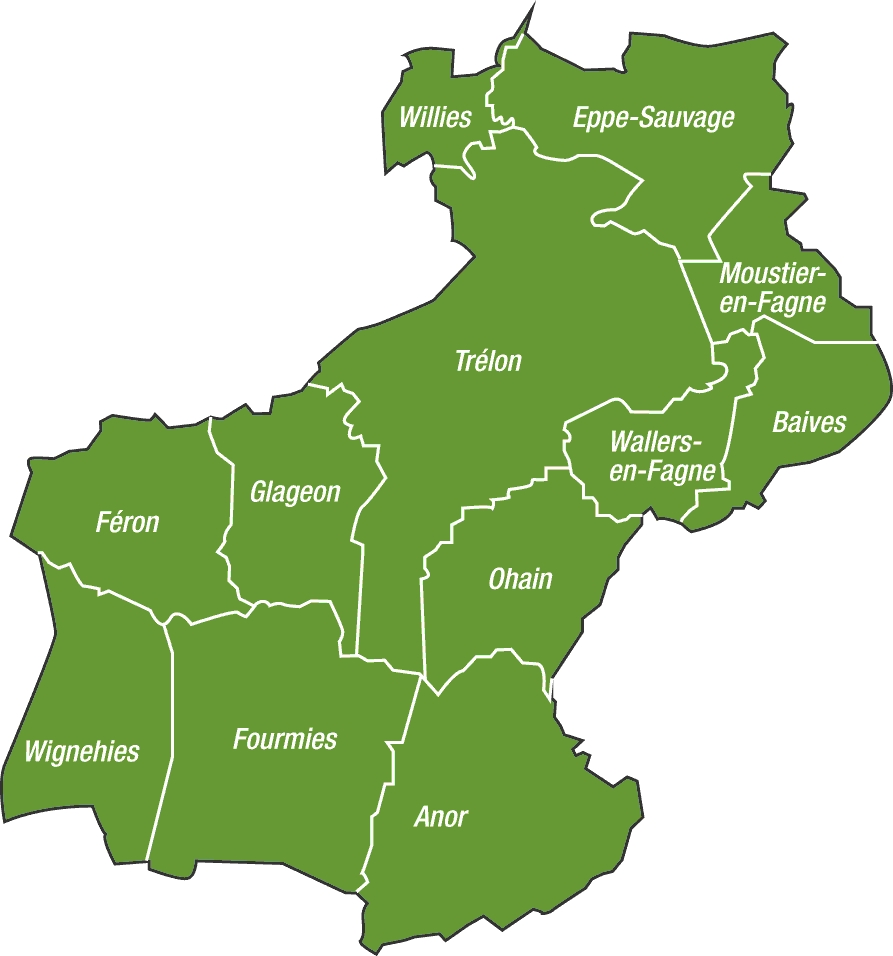 Willies
Eppe-Sauvage
Moustier-
en-Fagne
Trélon
Baives
Wallers-
en-Fagne
Glageon
Féron
Ohain
Wignehies
Fourmies
Anor